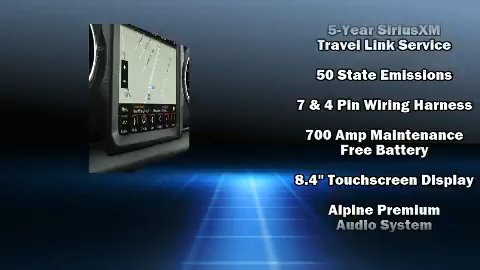 5-Year SiriusXM
Travel Link Service
50 State Emissions
7 & 4 Pin Wiring Harness
700 Amp Maintenance
Free Battery
8.4" Touchscreen Display
Alpine Premium
Audio System